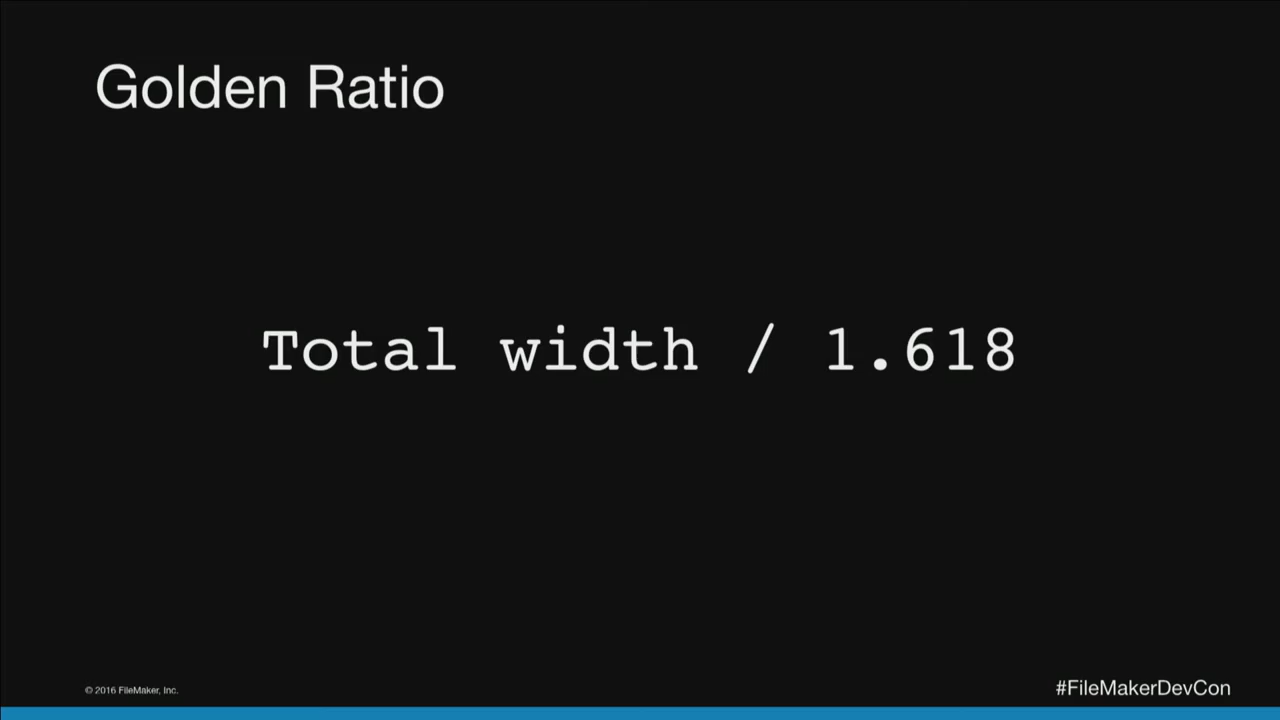 Golden Ratio
Total width / 1.618
© 2016 FileMaker, Inc.
#FileMakerDevCon